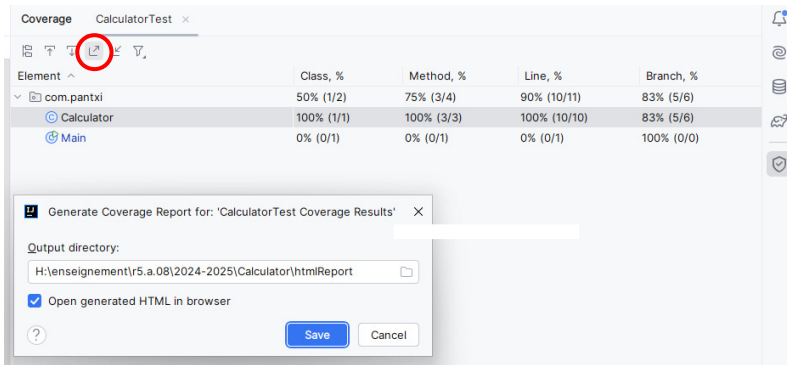 Coverage CalculatorTest
Element Class, % Method, % Line, % Branch, %
com.pantxi 50% (1/2) 75% (3/4) 90% (10/11) 83% (5/6)
Calculator 100% (1/1) 100% (3/3) 100% (10/10) 83% (5/6)
Main 0% (0/1) 0% (0/1) 0% (0/1) 100% (0/0)
Generate Coverage Report for: 'CalculatorTest Coverage Results'
Output directory:
H:\enseignement\r5.a.08\2024-2025\Calculator\htmlReport
Open generated HTML in browser
? Save Cancel